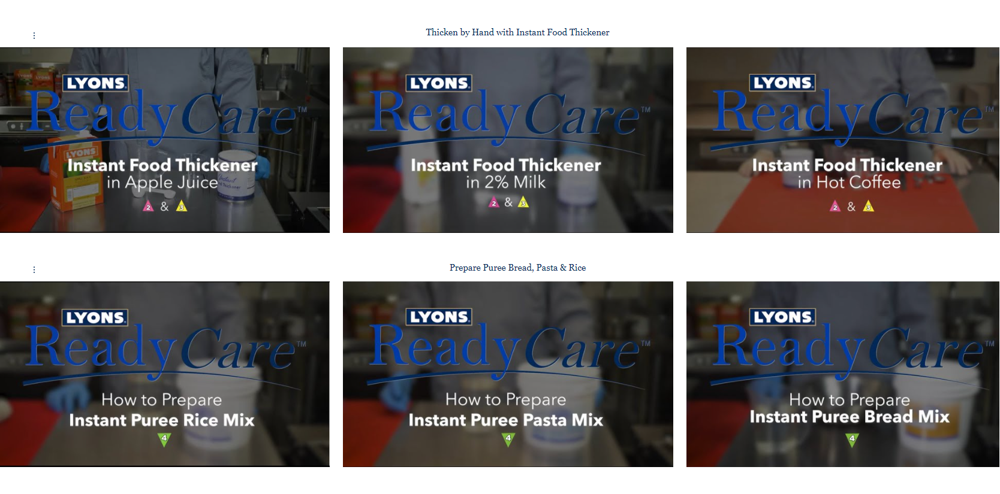 Thicken by Hand with Instant Food Thickener
LYONS
ReadyCare™
LYONS
Instant Food Thickener
in Apple Juice
2 & 3
LYONS
ReadyCare™
Instant Food Thickener
in 2% Milk
2 & 3
LYONS
ReadyCare™
Instant Food Thickener
in Hot Coffee
2 & 3
Prepare Puree Bread, Pasta & Rice
LYONS
ReadyCare™
How to Prepare
Instant Puree Rice Mix
4
LYONS
ReadyCare™
How to Prepare
Instant Puree Pasta Mix
4
LYONS
ReadyCare™
How to Prepare
Instant Puree Bread Mix
4